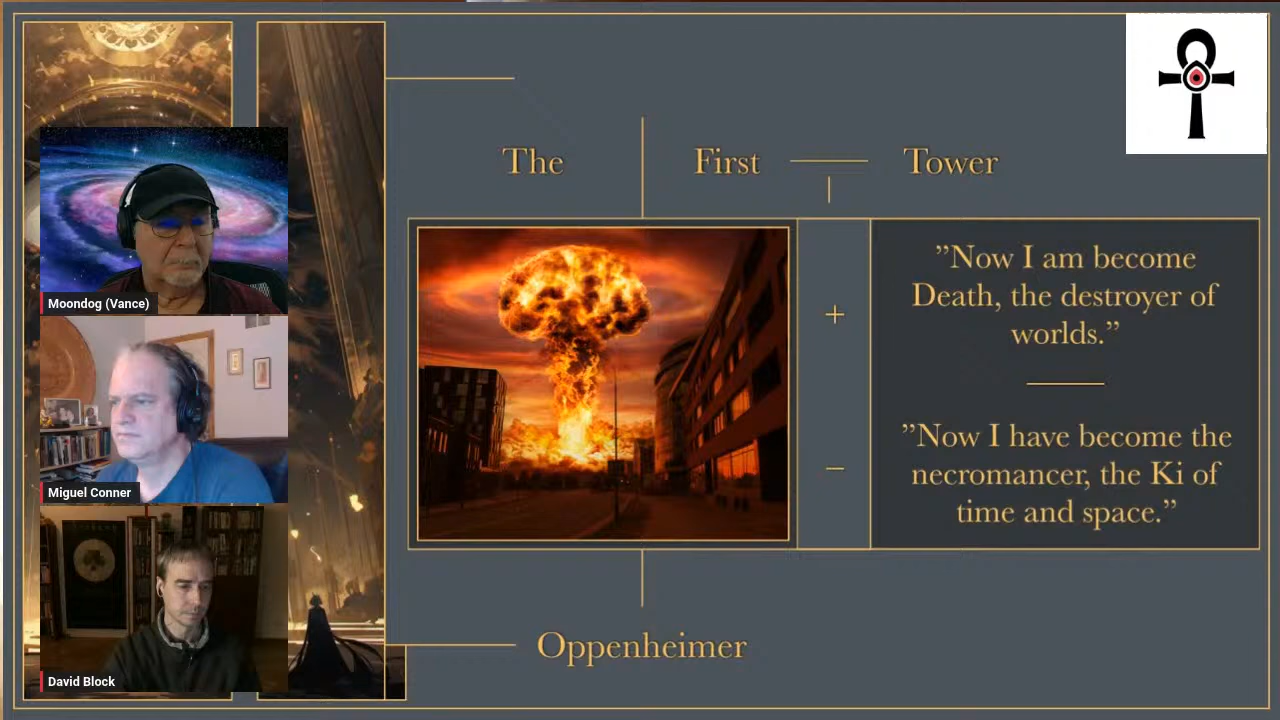 The First Tower
”Now I am become
Death, the destroyer of
worlds.”
”Now I have become the
necromancer, the Ki of
time and space.”
Oppenheimer
Moondog (Vance)
Miguel Conner
David Block